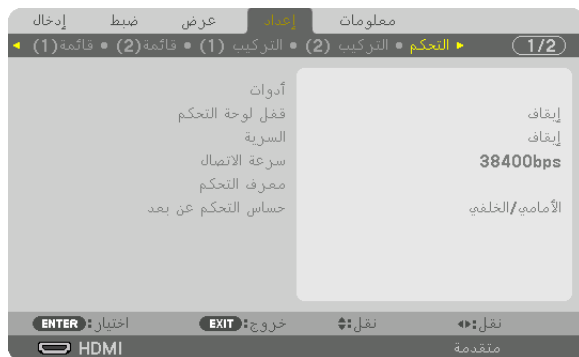 إدخال ضبط عرض إعداد معلومات
◄ قائمة(1) • قائمة(2) • التركيب (1) • التركيب (2) • التحكم ► 1/2
أدوات
قفل لوحة التحكم إيقاف
السرية إيقاف
سرعة الاتصال 38400bps
معرف التحكم
حساس التحكم عن بعد الأمامي/الخلفي
ENTER :اختيار EXIT :خروج نقل: نقل:
HDMI متقدمة